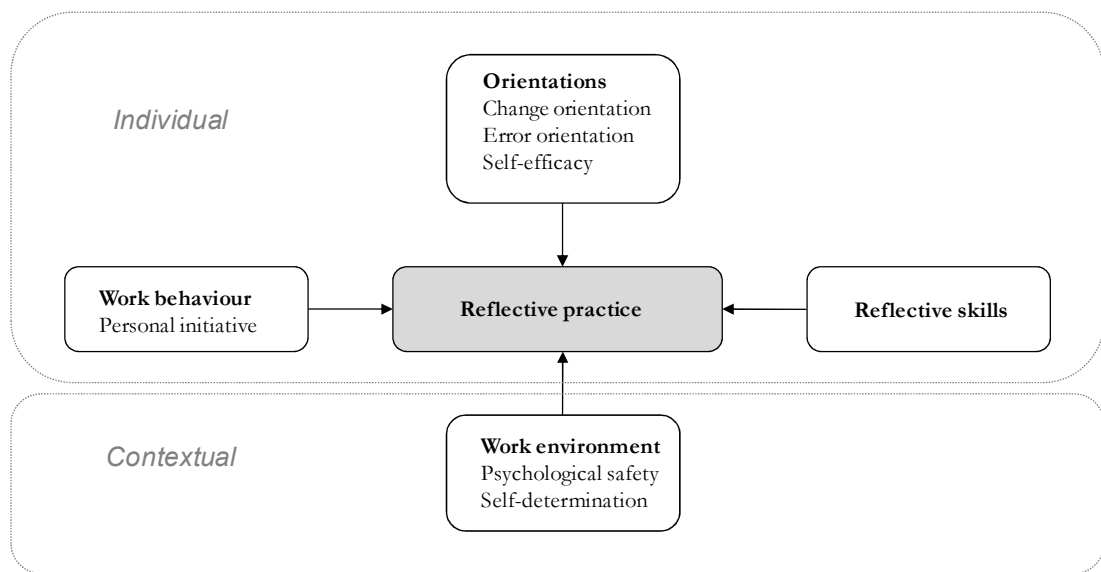 Individual
Orientations
Change orientation
Error orientation
Self-efficacy
Work behaviour
Personal initiative
Reflective practice
Reflective skills
Contextual
Work environment
Psychological safety
Self-determination